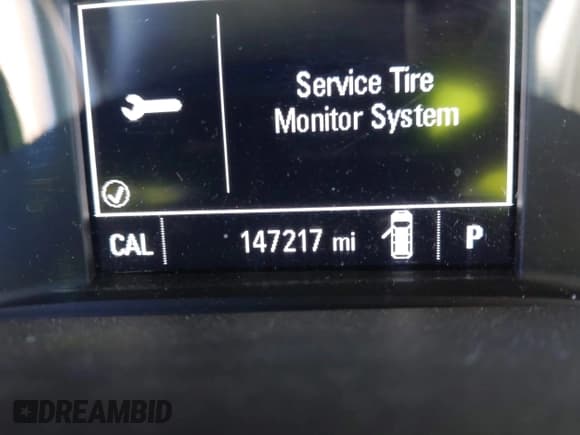 Service Tire
Monitor System
CAL 147217 mi P
DREAMBID